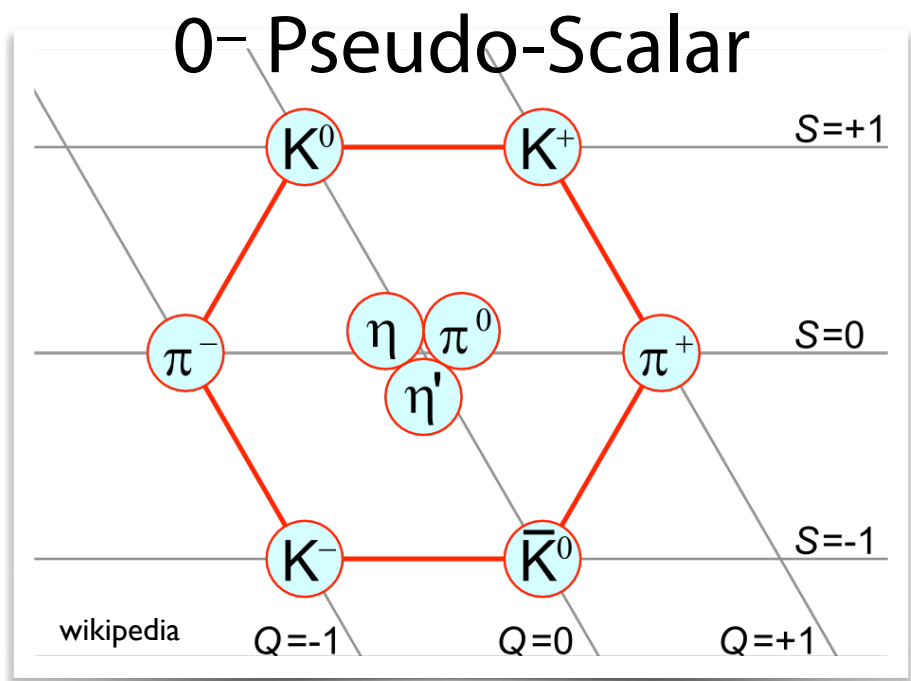 0⁻ Pseudo-Scalar
K⁰ K⁺ S=+1
η π⁰
π⁻ π⁺ S=0
η'
K⁻ K̅⁰ S=-1
wikipedia Q=-1 Q=0 Q=+1